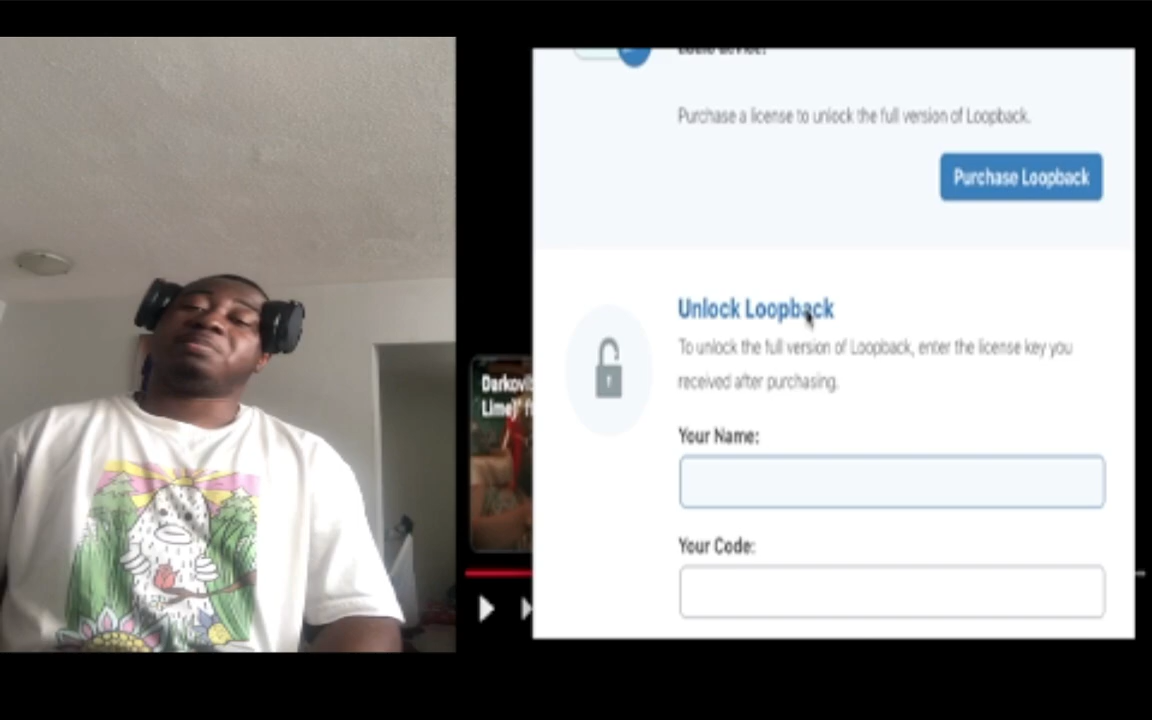 Purchase a license to unlock the full version of Loopback.
Purchase Loopback
Unlock Loopback
To unlock the full version of Loopback, enter the license key you
received after purchasing.
Your Name:
Your Code:
Lime)'